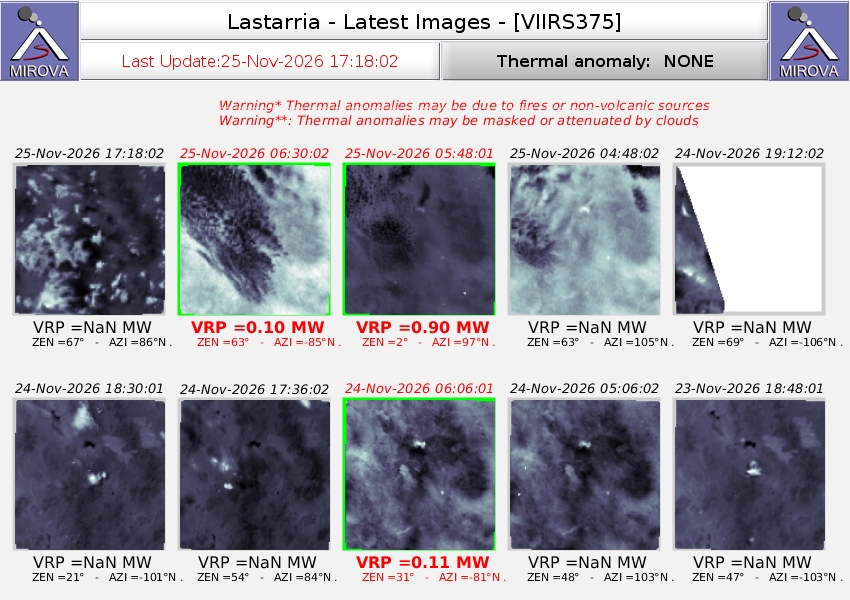 Lastarria - Latest Images - [VIIRS375]
MIROVA
Last Update:25-Nov-2026 17:18:02
Thermal anomaly: NONE
MIROVA
Warning* Thermal anomalies may be due to fires or non-volcanic sources
Warning**: Thermal anomalies may be masked or attenuated by clouds
25-Nov-2026 17:18:02 25-Nov-2026 06:30:02 25-Nov-2026 05:48:01 25-Nov-2026 04:48:02 24-Nov-2026 19:12:02
VRP =NaN MW VRP =0.10 MW VRP =0.90 MW VRP =NaN MW VRP =NaN MW
ZEN =67° - AZI =86°N . ZEN =63° - AZI =-85°N . ZEN =2° - AZI =97°N . ZEN =63° - AZI =105°N . ZEN =69° - AZI =-106°N .
24-Nov-2026 18:30:01 24-Nov-2026 17:36:02 24-Nov-2026 06:06:01 24-Nov-2026 05:06:02 23-Nov-2026 18:48:01
VRP =NaN MW VRP =NaN MW VRP =0.11 MW VRP =NaN MW VRP =NaN MW
ZEN =21° - AZI =-101°N . ZEN =54° - AZI =84°N . ZEN =31° - AZI =-81°N . ZEN =48° - AZI =103°N . ZEN =47° - AZI =-103°N .